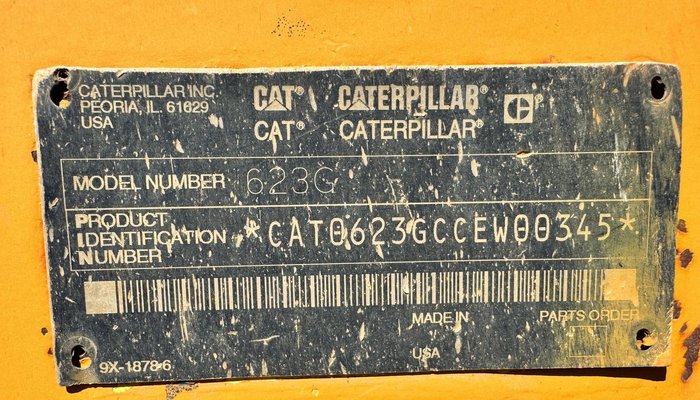 CATERPILLAR INC.
PEORIA, IL. 61629
USA
CAT® CATERPILLAR®
CAT® CATERPILLAR®
MODEL NUMBER 623G
PRODUCT
IDENTIFICATION
NUMBER
*CAT0623GCCEW00345*
MADE IN
USA
PARTS ORDER
9X-1878-6